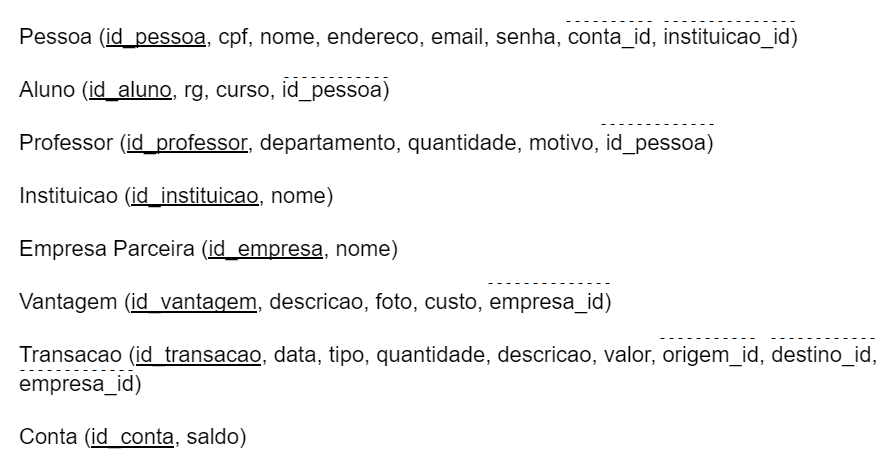 Pessoa (id_pessoa, cpf, nome, endereco, email, senha, conta_id, instituicao_id)
Aluno (id_aluno, rg, curso, id_pessoa)
Professor (id_professor, departamento, quantidade, motivo, id_pessoa)
Instituicao (id_instituicao, nome)
Empresa Parceira (id_empresa, nome)
Vantagem (id_vantagem, descricao, foto, custo, empresa_id)
Transacao (id_transacao, data, tipo, quantidade, descricao, valor, origem_id, destino_id,
empresa_id)
Conta (id_conta, saldo)